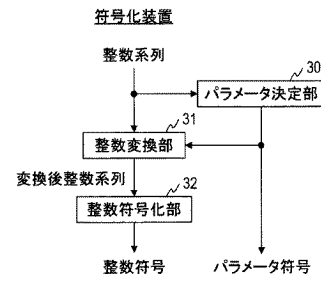 符号化装置
整数系列
30
パラメータ決定部
31
整数変換部
変換後整数系列
32
整数符号化部
整数符号
パラメータ符号